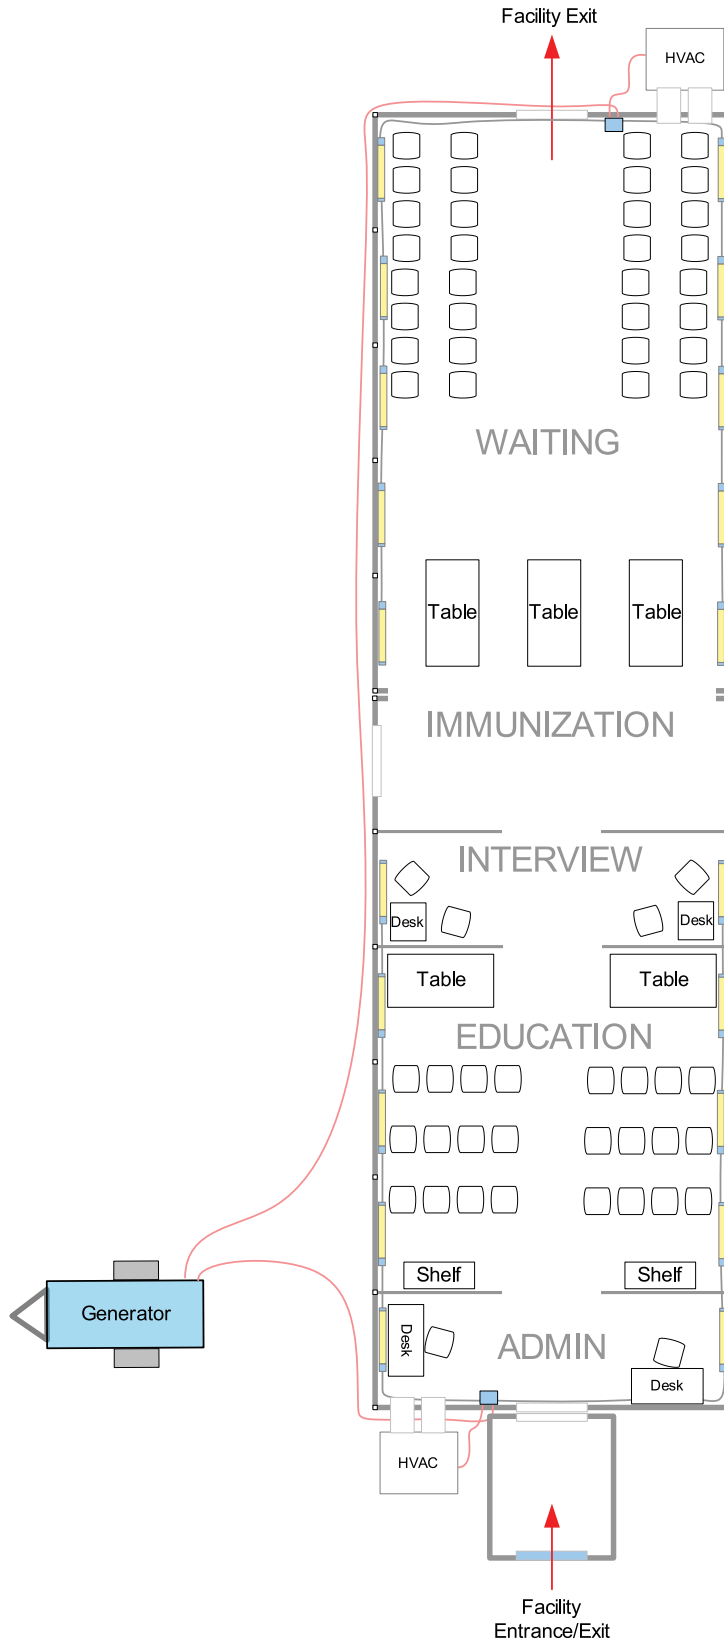 Facility Exit
HVAC
WAITING
Table Table Table
IMMUNIZATION
INTERVIEW
Desk Desk
Table Table
EDUCATION
Shelf Shelf
Generator
Desk
ADMIN
Desk
HVAC
Facility
Entrance/Exit